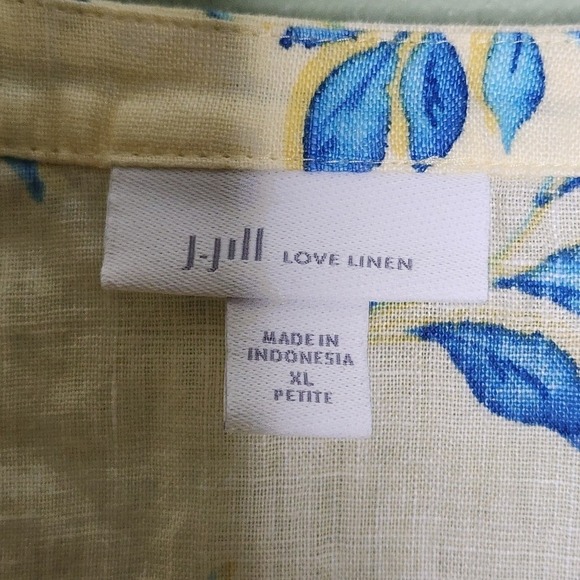 J.Jill LOVE LINEN
MADE IN
INDONESIA
XL
PETITE